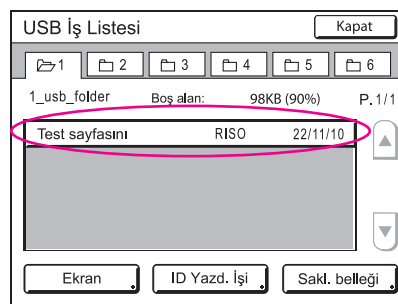 USB İş Listesi Kapat
1 2 3 4 5 6
1_usb_folder Boş alan: 98KB (90%) P.1/1
Test sayfasını RISO 22/11/10
Ekran ID Yazd. İşi Sakl. belleği